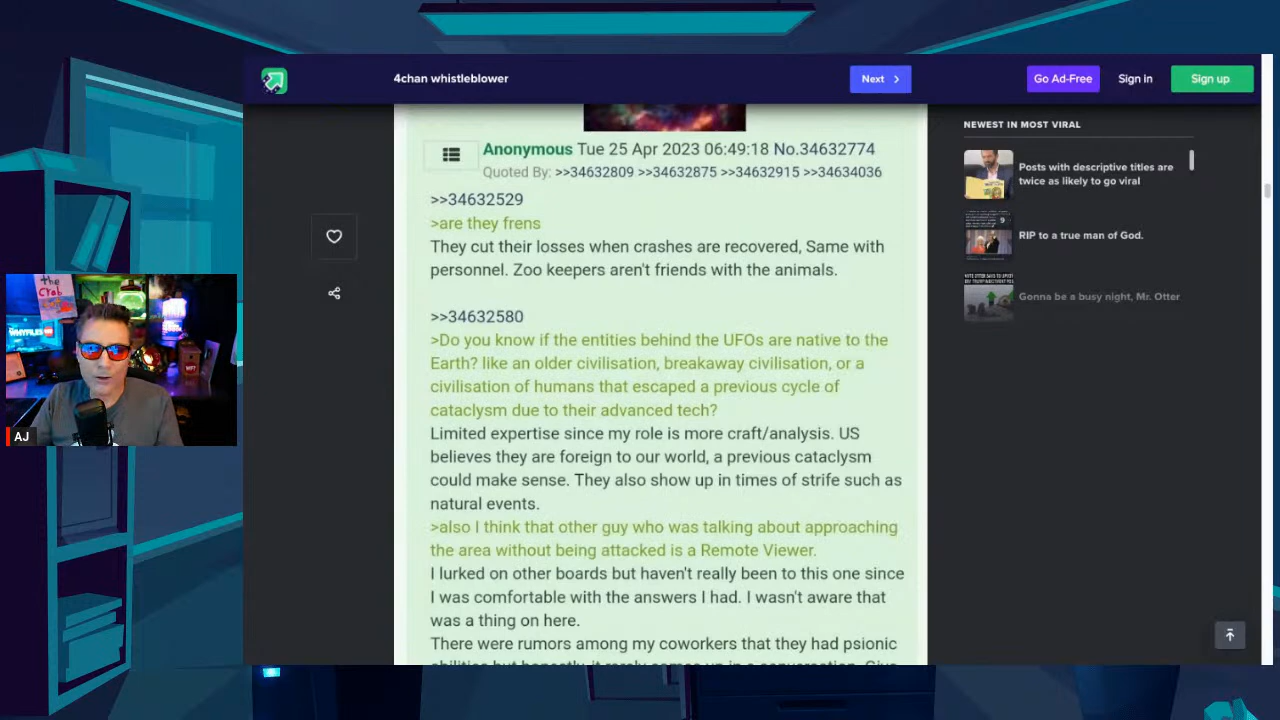 4chan whistleblower
Next
Go Ad-Free
Sign in
Sign up
Anonymous Tue 25 Apr 2023 06:49:18 No.34632774
Quoted By: >>34632809 >>34632875 >>34632915 >>34634036
>>34632529
>are they frens
They cut their losses when crashes are recovered, Same with
personnel. Zoo keepers aren't friends with the animals.
>>34632580
>Do you know if the entities behind the UFOs are native to the
Earth? like an older civilisation, breakaway civilisation, or a
civilisation of humans that escaped a previous cycle of
cataclysm due to their advanced tech?
Limited expertise since my role is more craft/analysis. US
believes they are foreign to our world, a previous cataclysm
could make sense. They also show up in times of strife such as
natural events.
>also I think that other guy who was talking about approaching
the area without being attacked is a Remote Viewer.
I lurked on other boards but haven't really been to this one since
I was comfortable with the answers I had. I wasn't aware that
was a thing on here.
There were rumors among my coworkers that they had psionic
NEWEST IN MOST VIRAL
Posts with descriptive titles are
twice as likely to go viral
RIP to a true man of God.
Gonna be a busy night, Mr. Otter
the
Crab
AJ